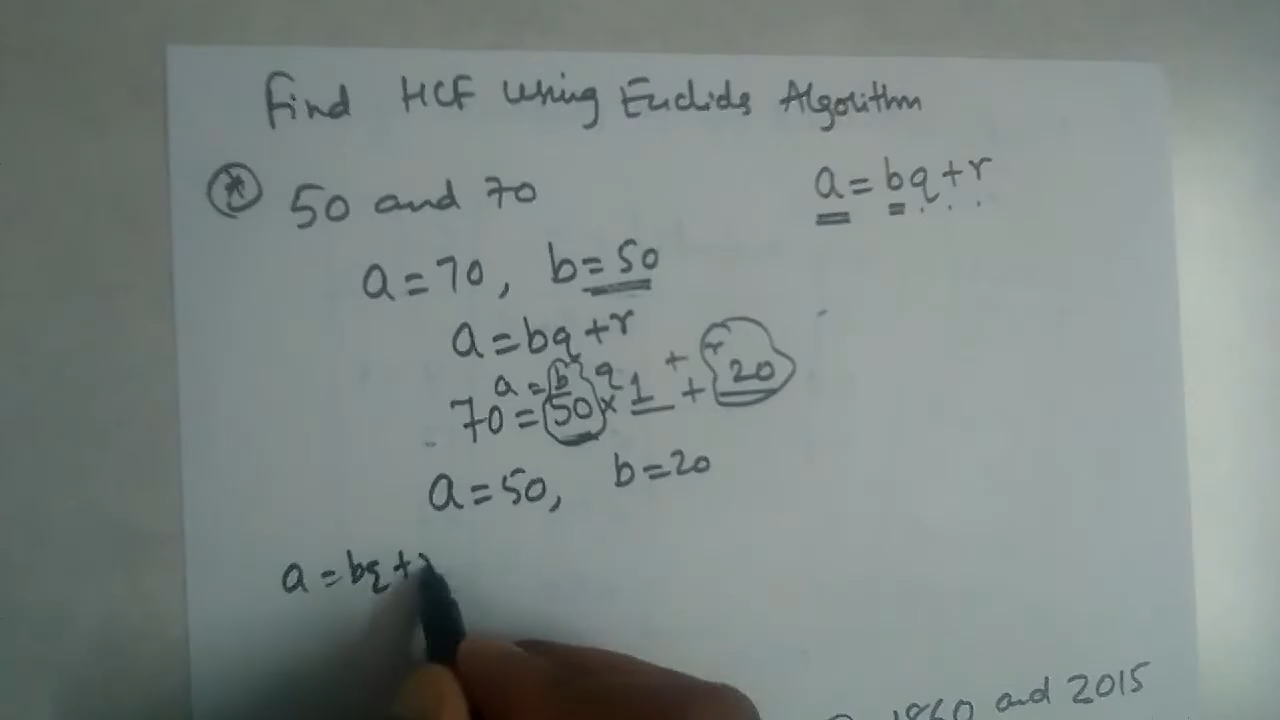 Find HCF using Euclids Algorithm
* 50 and 70
a = bq + r
a = 70, b = 50
a = bq + r
a = b q + r
70 = 50 × 1 + 20
a = 50, b = 20
a = bq +
1860 and 2015